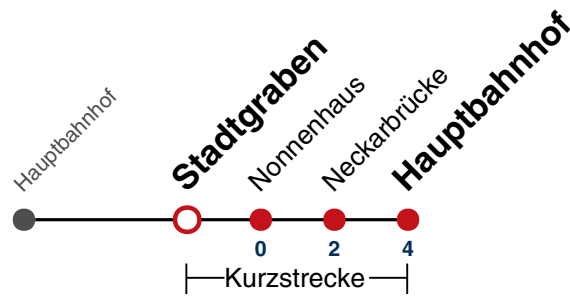 Hauptbahnhof
Stadtgraben
Nonnenhaus
Neckarbrücke
Hauptbahnhof
0 2 4
Kurzstrecke